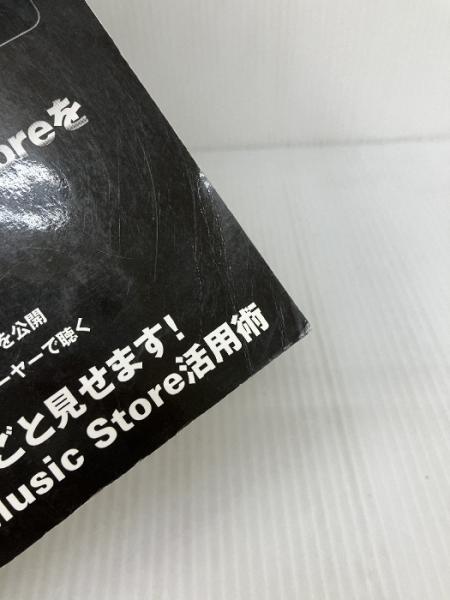 oreを
を公開
ーヤーで聴く
ごと見せます!
Music Store活用術